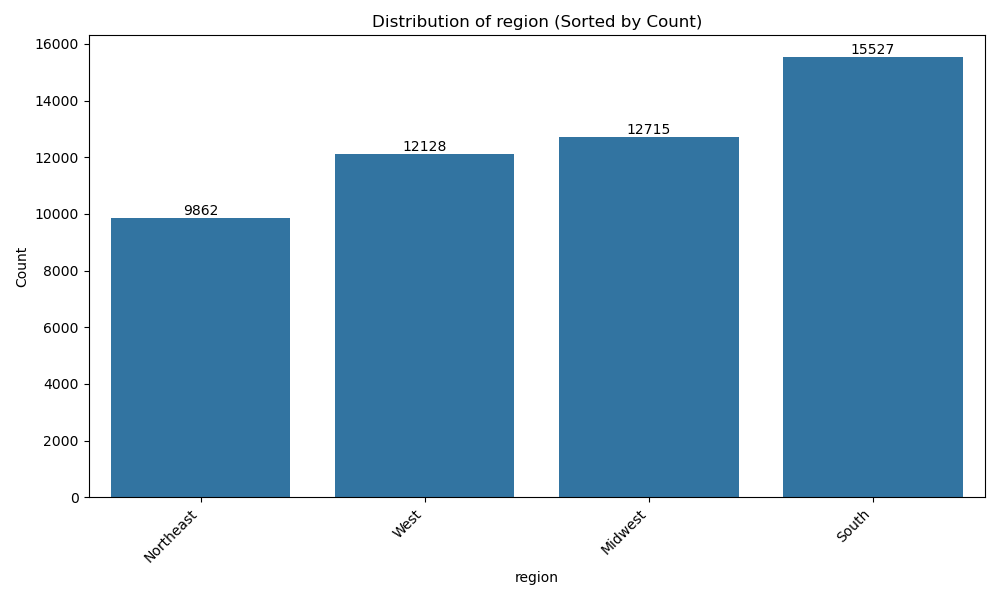 Distribution of region (Sorted by Count)
16000
14000
12000
10000
8000
6000
4000
2000
0
Count
9862
12128
12715
15527
Northeast
West
Midwest
South
region